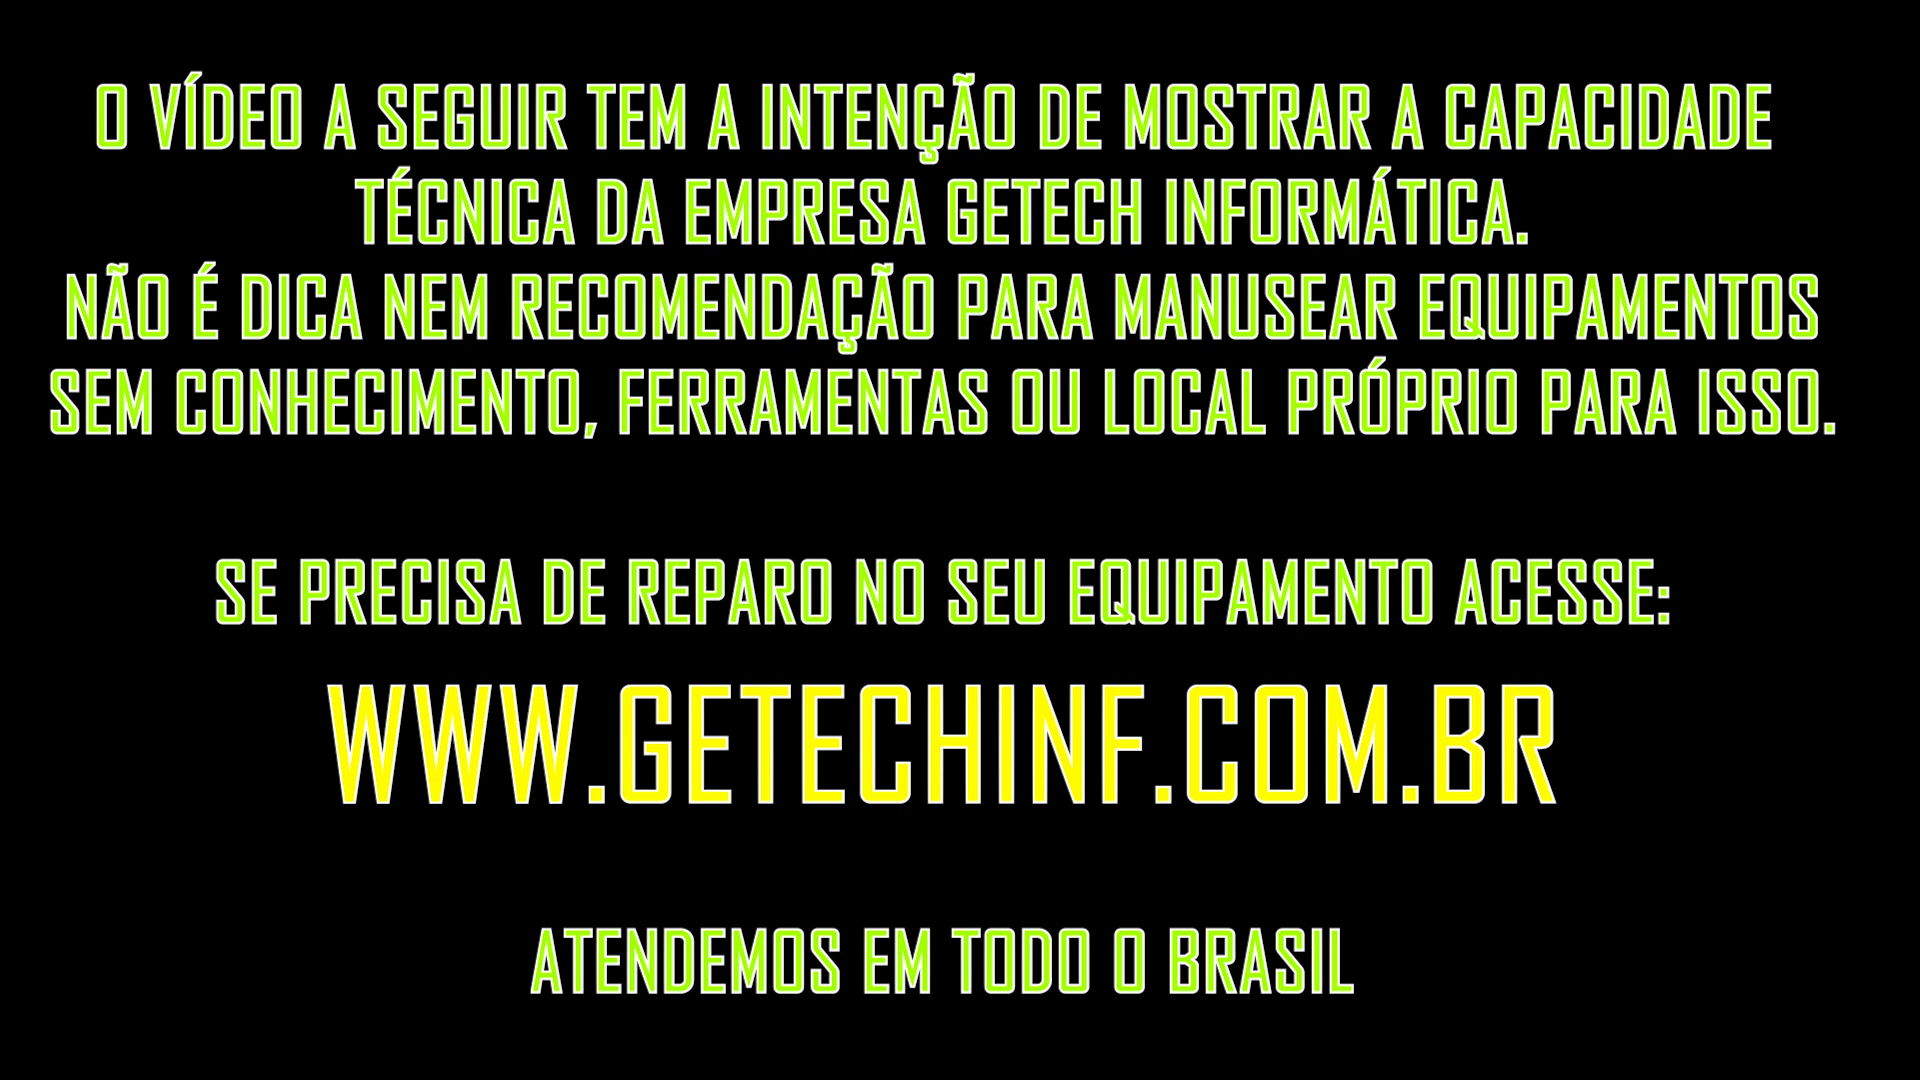 O VÍDEO A SEGUIR TEM A INTENÇÃO DE MOSTRAR A CAPACIDADE
TÉCNICA DA EMPRESA GETECH INFORMÁTICA.
NÃO É DICA NEM RECOMENDAÇÃO PARA MANUSEAR EQUIPAMENTOS
SEM CONHECIMENTO, FERRAMENTAS OU LOCAL PRÓPRIO PARA ISSO.
SE PRECISA DE REPARO NO SEU EQUIPAMENTO ACESSE:
WWW.GETECHINF.COM.BR
ATENDEMOS EM TODO O BRASIL